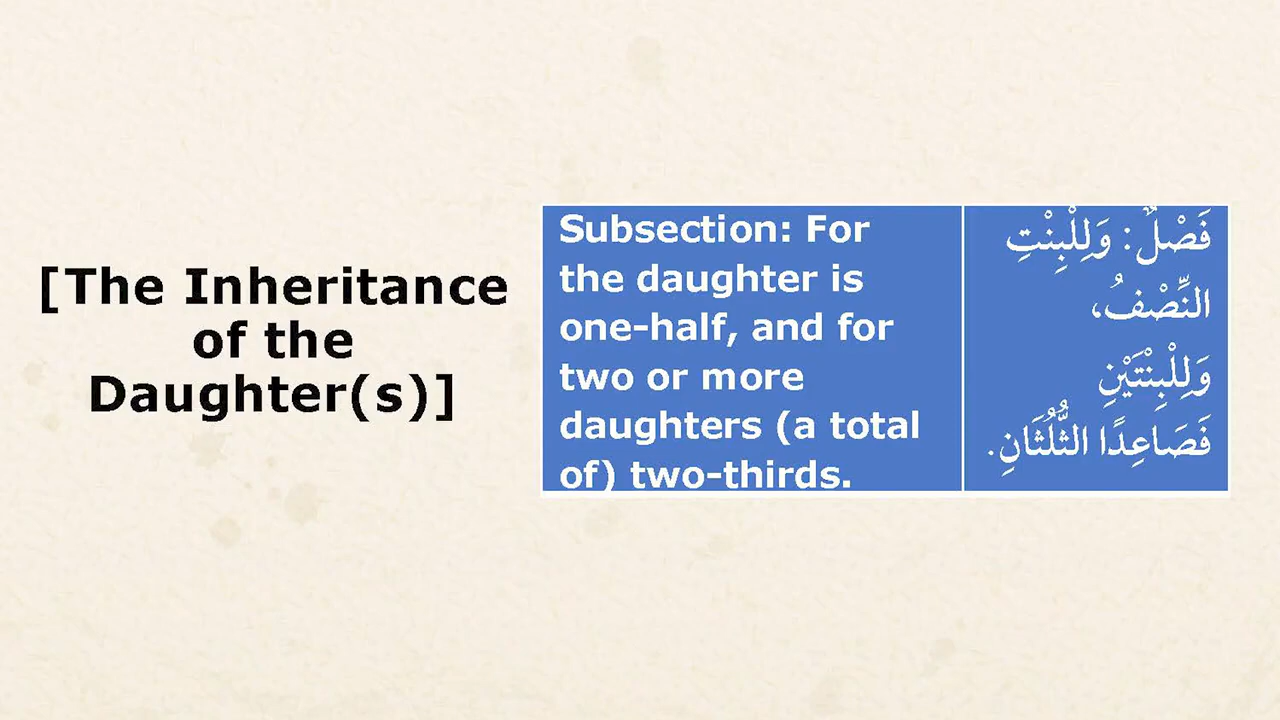 [The Inheritance
of the
Daughter(s)]
Subsection: For
the daughter is
one-half, and for
two or more
daughters (a total
of) two-thirds.
فَصْلٌ: وَلِلْبِنْتِ
النِّصْفُ،
وَلِلْبِنْتَيْنِ
فَصَاعِدًا الثُّلُثَانِ.